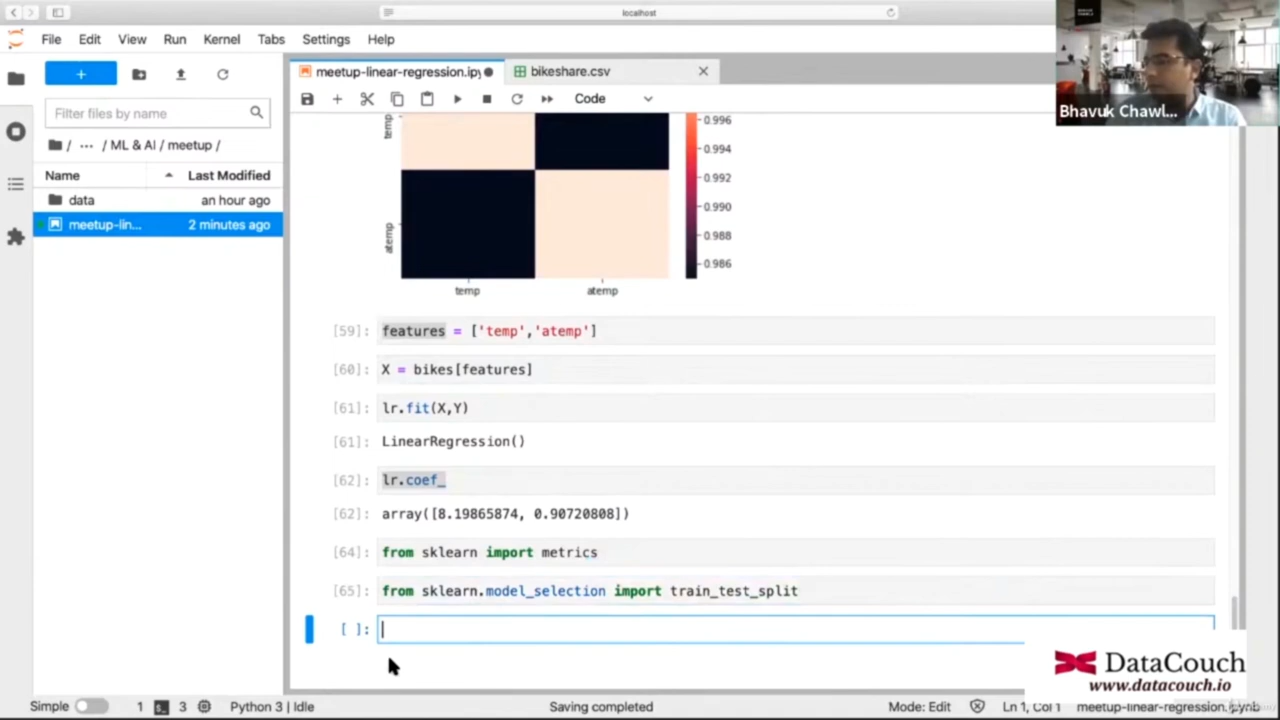 localhost
File Edit View Run Kernel Tabs Settings Help
Bhavuk Chawl...
meetup-linear-regression.ipy
bikeshare.csv
Code
Filter files by name
/ ··· / ML & AI / meetup /
Name Last Modified
data an hour ago
meetup-lin... 2 minutes ago
temp
atemp
0.996
0.994
0.992
0.990
0.988
0.986
temp atemp
[59]: features = ['temp','atemp']
[60]: X = bikes[features]
[61]: lr.fit(X,Y)
[61]: LinearRegression()
[62]: lr.coef_
[62]: array([8.19865874, 0.90720808])
[64]: from sklearn import metrics
[65]: from sklearn.model_selection import train_test_split
[ ]:
DataCouch
www.datacouch.io
Simple 1 3 Python 3 | Idle Saving completed Mode: Edit Ln 1, Col 1 meetup-linear-regression.ipynb